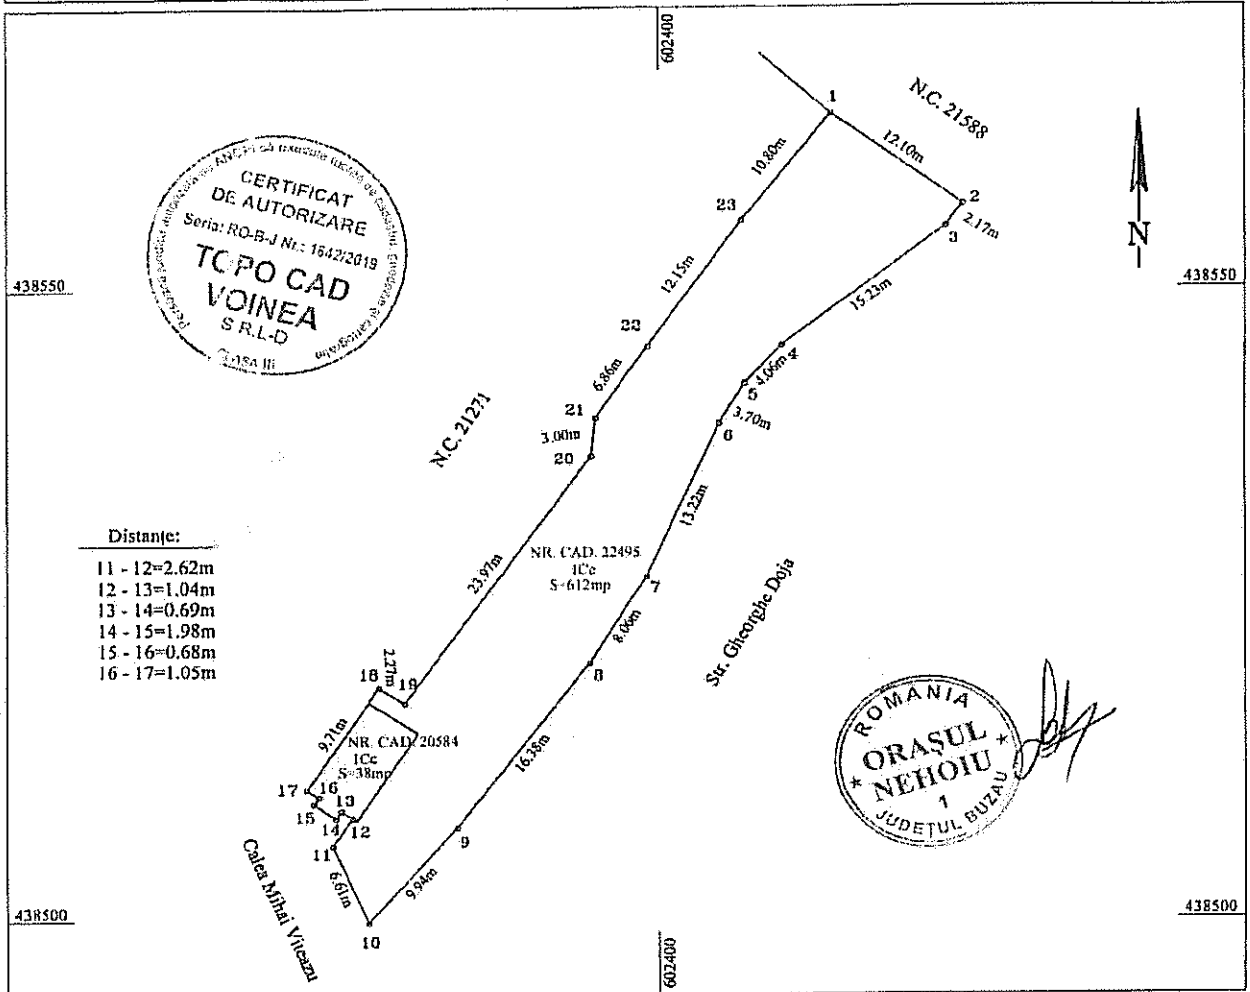 602400
N.C. 21588
1
12.10m
10.80m
2
2.17m
3
23
N
CERTIFICAT
DE AUTORIZARE
Seria: RO-B-J Nr.: 1642/2019
TOPO CAD
VOINEA
S.R.L-D
438550
438550
12.15m
15.23m
22
4
4.06m
5
6.86m
3.70m
21
6
3.00m
20
N.C. 21271
13.22m
Distanțe:
11 - 12=2.62m
12 - 13=1.04m
13 - 14=0.69m
14 - 15=1.98m
15 - 16=0.68m
16 - 17=1.05m
23.97m
NR. CAD. 22495
1Cc
S=612mp
7
8.06m
Str. Gheorghe Doja
2.27m
18
19
8
9.71m
NR. CAD. 20584
1Cc
S=38mp
16.38m
17
16
15
13
14
12
11
9
6.61m
9.94m
10
Calea Mihai Viteazu
ROMANIA
ORAȘUL
NEHOIU
1
JUDEȚUL BUZĂU
438500
438500
602400